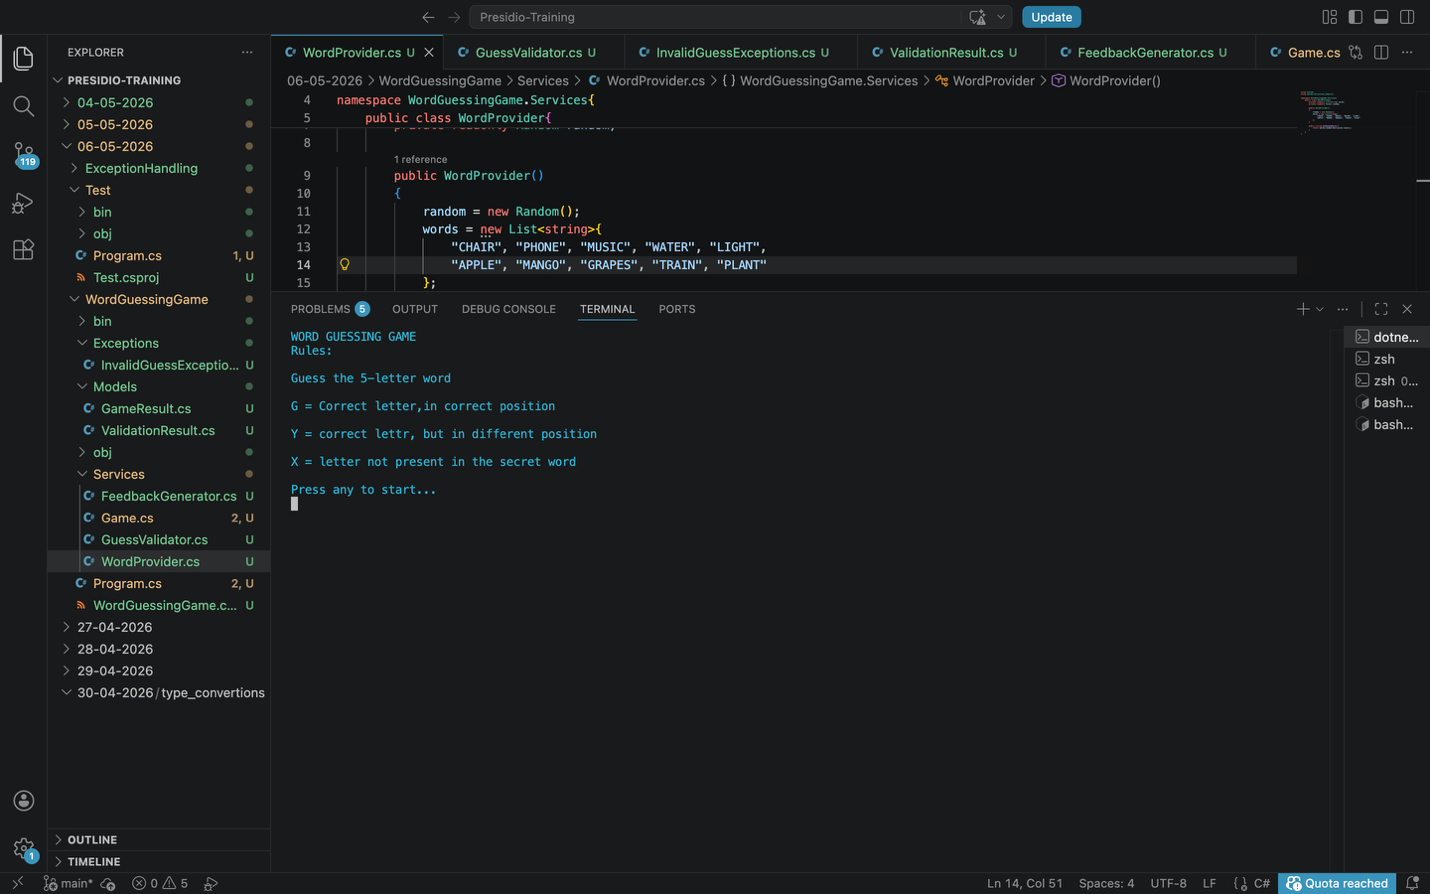 Presidio-Training
Update
EXPLORER
PRESIDIO-TRAINING
04-05-2026
05-05-2026
06-05-2026
ExceptionHandling
Test
bin
obj
Program.cs 1, U
Test.csproj
WordGuessingGame
bin
Exceptions
InvalidGuessExceptio... U
Models
GameResult.cs U
ValidationResult.cs U
obj
Services
FeedbackGenerator.cs U
Game.cs 2, U
GuessValidator.cs U
WordProvider.cs U
Program.cs 2, U
WordGuessingGame.c... U
27-04-2026
28-04-2026
29-04-2026
30-04-2026/type_convertions
OUTLINE
TIMELINE
119
1
WordProvider.cs U GuessValidator.cs U InvalidGuessExceptions.cs U ValidationResult.cs U FeedbackGenerator.cs U Game.cs
06-05-2026 > WordGuessingGame > Services > WordProvider.cs > { } WordGuessingGame.Services > WordProvider > WordProvider()
4 namespace WordGuessingGame.Services{
5 public class WordProvider{
private readonly Random random;
8
1 reference
9 public WordProvider()
10 {
11 random = new Random();
12 words = new List<string>{
13 "CHAIR", "PHONE", "MUSIC", "WATER", "LIGHT",
14 "APPLE", "MANGO", "GRAPES", "TRAIN", "PLANT"
15 };
PROBLEMS 5 OUTPUT DEBUG CONSOLE TERMINAL PORTS
WORD GUESSING GAME
Rules:
Guess the 5-letter word
G = Correct letter,in correct position
Y = correct lettr, but in different position
X = letter not present in the secret word
Press any to start...
dotne...
zsh
zsh 0...
bash...
bash...
main* 0 5
Ln 14, Col 51 Spaces: 4 UTF-8 LF { } C# Quota reached